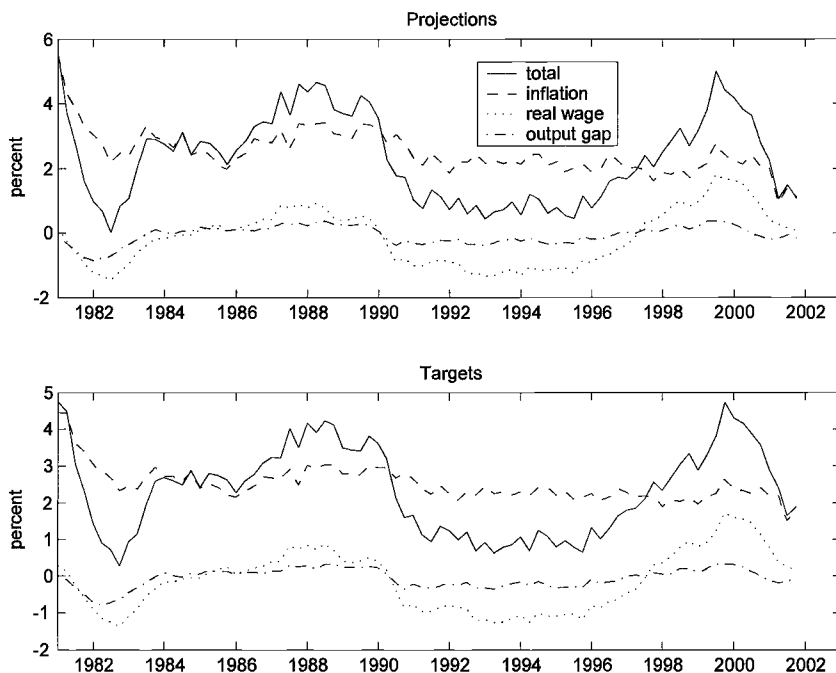 Projections
6
4
2
0
-2
percent
total
inflation
real wage
output gap
1982 1984 1986 1988 1990 1992 1994 1996 1998 2000 2002
Targets
5
4
3
2
1
0
-1
-2
percent
1982 1984 1986 1988 1990 1992 1994 1996 1998 2000 2002